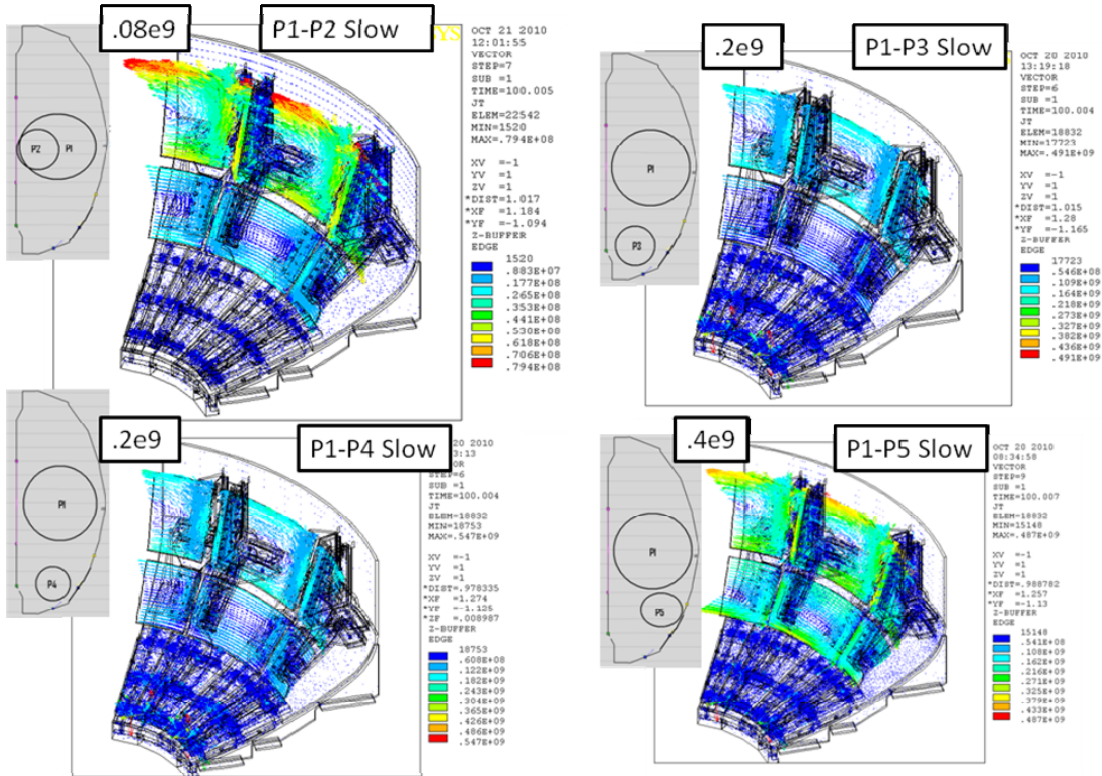 .08e9
P1-P2 Slow
OCT 21 2010
12:01:55
VECTOR
STEP=7
SUB =1
TIME=100.005
JT
ELEM=22542
MIN=1520
MAX=.794E+08
XV =-1
YV =1
ZV =1
*DIST=1.017
*XF =1.184
*YF =-1.094
Z-BUFFER
EDGE
1520
.883E+07
.177E+08
.265E+08
.353E+08
.441E+08
.530E+08
.618E+08
.706E+08
.794E+08
P2 P1
.2e9
P1-P3 Slow
OCT 20 2010
13:19:18
VECTOR
STEP=6
SUB =1
TIME=100.004
JT
ELEM=18832
MIN=17723
MAX=.491E+09
XV =-1
YV =1
ZV =1
*DIST=1.015
*XF =1.28
*YF =-1.165
Z-BUFFER
EDGE
17723
.546E+08
.109E+09
.164E+09
.218E+09
.273E+09
.327E+09
.382E+09
.436E+09
.491E+09
P1
P3
.2e9
P1-P4 Slow
20 2010
3:13
STEP=6
SUB =1
TIME=100.004
JT
ELEM=18832
MIN=18753
MAX=.547E+09
XV =-1
YV =1
ZV =1
*DIST=.978335
*XF =1.274
*YF =-1.125
*ZF =.008987
Z-BUFFER
EDGE
18753
.608E+08
.122E+09
.182E+09
.243E+09
.304E+09
.365E+09
.426E+09
.486E+09
.547E+09
P1
P4
.4e9
P1-P5 Slow
OCT 20 2010
08:34:58
VECTOR
STEP=9
SUB =1
TIME=100.007
JT
ELEM=18832
MIN=15148
MAX=.487E+09
XV =-1
YV =1
ZV =1
*DIST=.988782
*XF =1.257
*YF =-1.13
Z-BUFFER
EDGE
15148
.541E+08
.108E+09
.162E+09
.216E+09
.271E+09
.325E+09
.379E+09
.433E+09
.487E+09
P1
P5